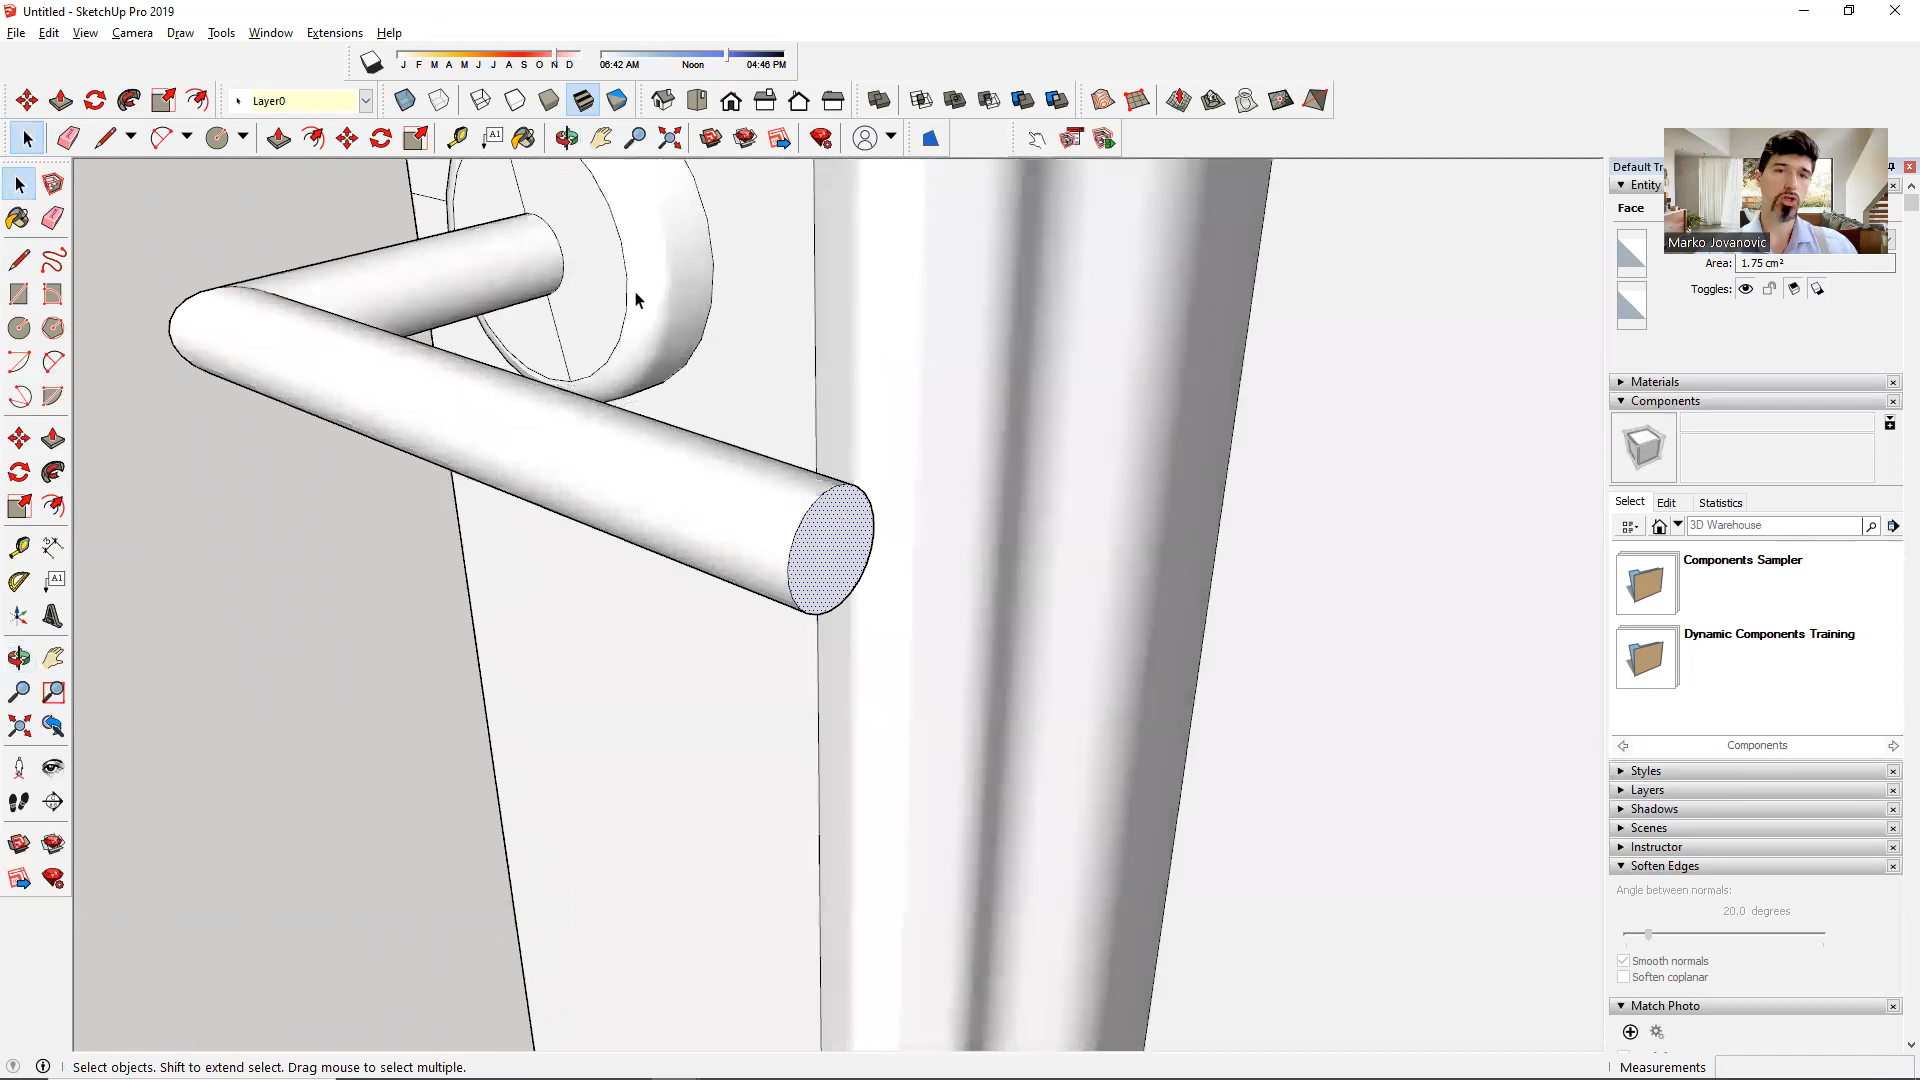 Untitled - SketchUp Pro 2019
File Edit View Camera Draw Tools Window Extensions Help
J F M A M J J A S O N D 06:42 AM Noon 04:46 PM
Layer0
A1
Default Tr
Entity
Face
Marko Jovanovic
Area: 1.75 cm²
Toggles:
Materials
Components
Select Edit Statistics
3D Warehouse
Components Sampler
A1
Dynamic Components Training
Components
Styles
Layers
Shadows
Scenes
Instructor
Soften Edges
Angle between normals:
20.0 degrees
Smooth normals
Soften coplanar
Match Photo
Select objects. Shift to extend select. Drag mouse to select multiple.
Measurements